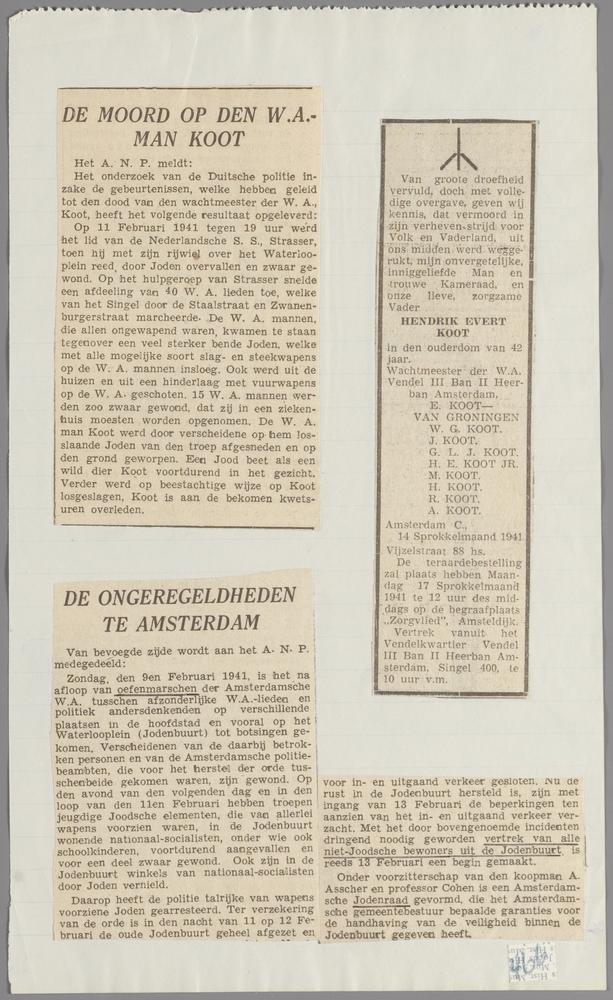 DE MOORD OP DEN W.A.-
MAN KOOT
Het A. N. P. meldt:
Het onderzoek van de Duitsche politie in-
zake de gebeurtenissen, welke hebben geleid
tot den dood van den wachtmeester der W. A.,
Koot, heeft het volgende resultaat opgeleverd:
Op 11 Februari 1941 tegen 19 uur werd
het lid van de Nederlandsche S. S., Strasser,
toen hij met zijn rijwiel over het Waterloo-
plein reed, door Joden overvallen en zwaar ge-
wond. Op het hulpgeroep van Strasser snelde
een afdeeling van 40 W. A. lieden toe, welke
van het Singel door de Staalstraat en Zwanen-
burgerstraat marcheerde. De W. A. mannen,
die allen ongewapend waren, kwamen te staan
tegenover een veel sterker bende Joden, welke
met alle mogelijke soort slag- en steekwapens
op de W. A. mannen insloeg. Ook werd uit de
huizen en uit een hinderlaag met vuurwapens
op de W. A. geschoten. 15 W. A. mannen wer-
den zoo zwaar gewond, dat zij in een zieken-
huis moesten worden opgenomen. De W. A.
man Koot werd door verscheidene op hem los-
slaande Joden van den troep afgesneden en op
den grond geworpen. Een Jood beet als een
wild dier Koot voortdurend in het gezicht.
Verder werd op beestachtige wijze op Koot
losgeslagen, Koot is aan de bekomen kwets-
uren overleden.
DE ONGEREGELDHEDEN
TE AMSTERDAM
Van bevoegde zijde wordt aan het A. N. P.
medegedeeld:
Zondag, den 9en Februari 1941, is het na
afloop van oefenmarschen der Amsterdamsche
W.A. tusschen afzonderlijke W.A.-lieden en
politiek andersdenkenden op verschillende
plaatsen in de hoofdstad en vooral op het
Waterlooplein (Jodenbuurt) tot botsingen ge-
komen. Verscheidenen van de daarbij betrok-
ken personen en van de Amsterdamsche politie-
beambten, die voor het herstel der orde tus-
schenbeide gekomen waren, zijn gewond. Op
den avond van den volgenden dag en in den
loop van den 11en Februari hebben troepen
jeugdige Joodsche elementen, die van allerlei
wapens voorzien waren, in de Jodenbuurt
wonende nationaal-socialisten, onder wie ook
schoolkinderen, voortdurend aangevallen en
voor een deel zwaar gewond. Ook zijn in de
Jodenbuurt winkels van nationaal-socialisten
door Joden vernield.
Daarop heeft de politie talrijke van wapens
voorziene Joden gearresteerd. Ter verzekering
van de orde is in den nacht van 11 op 12 Fe-
bruari de oude Jodenbuurt geheel afgezet en
voor in- en uitgaand verkeer gesloten. Nu de
rust in de Jodenbuurt hersteld is, zijn met
ingang van 13 Februari de beperkingen ten
aanzien van het in- en uitgaand verkeer ver-
zacht. Met het door bovengenoemde incidenten
dringend noodig geworden vertrek van alle
niet-Joodsche bewoners uit de Jodenbuurt is
reeds 13 Februari een begin gemaakt.
Onder voorzitterschap van den koopman A.
Asscher en professor Cohen is een Amsterdam-
sche Jodenraad gevormd, die het Amsterdam-
sche gemeentebestuur bepaalde garanties voor
de handhaving van de veiligheid binnen de
Jodenbuurt gegeven heeft.
Van groote droefheid
vervuld, doch met volle-
dige overgave, geven wij
kennis, dat vermoord in
zijn verheven strijd voor
Volk en Vaderland, uit
ons midden werd wegge-
rukt, mijn onvergetelijke,
inniggeliefde Man en
trouwe Kameraad, en
onze lieve, zorgzame
Vader
HENDRIK EVERT
KOOT
in den ouderdom van 42
jaar.
Wachtmeester der W.A.
Vendel III Ban II Heer-
ban Amsterdam,
E. KOOT—
VAN GRONINGEN
W. G. KOOT.
J. KOOT.
G. L. J. KOOT.
H. E. KOOT JR.
M. KOOT.
H. KOOT.
R. KOOT.
A. KOOT.
Amsterdam C.,
14 Sprokkelmaand 1941
Vijzelstraat 88 hs.
De teraardebestelling
zal plaats hebben Maan-
dag 17 Sprokkelmaand
1941 te 12 uur des mid-
dags op de begraafplaats
„Zorgvlied”, Amsteldijk.
Vertrek vanuit het
Vendelkwartier Vendel
III Ban II Heerban Am-
sterdam, Singel 400, te
10 uur v.m.